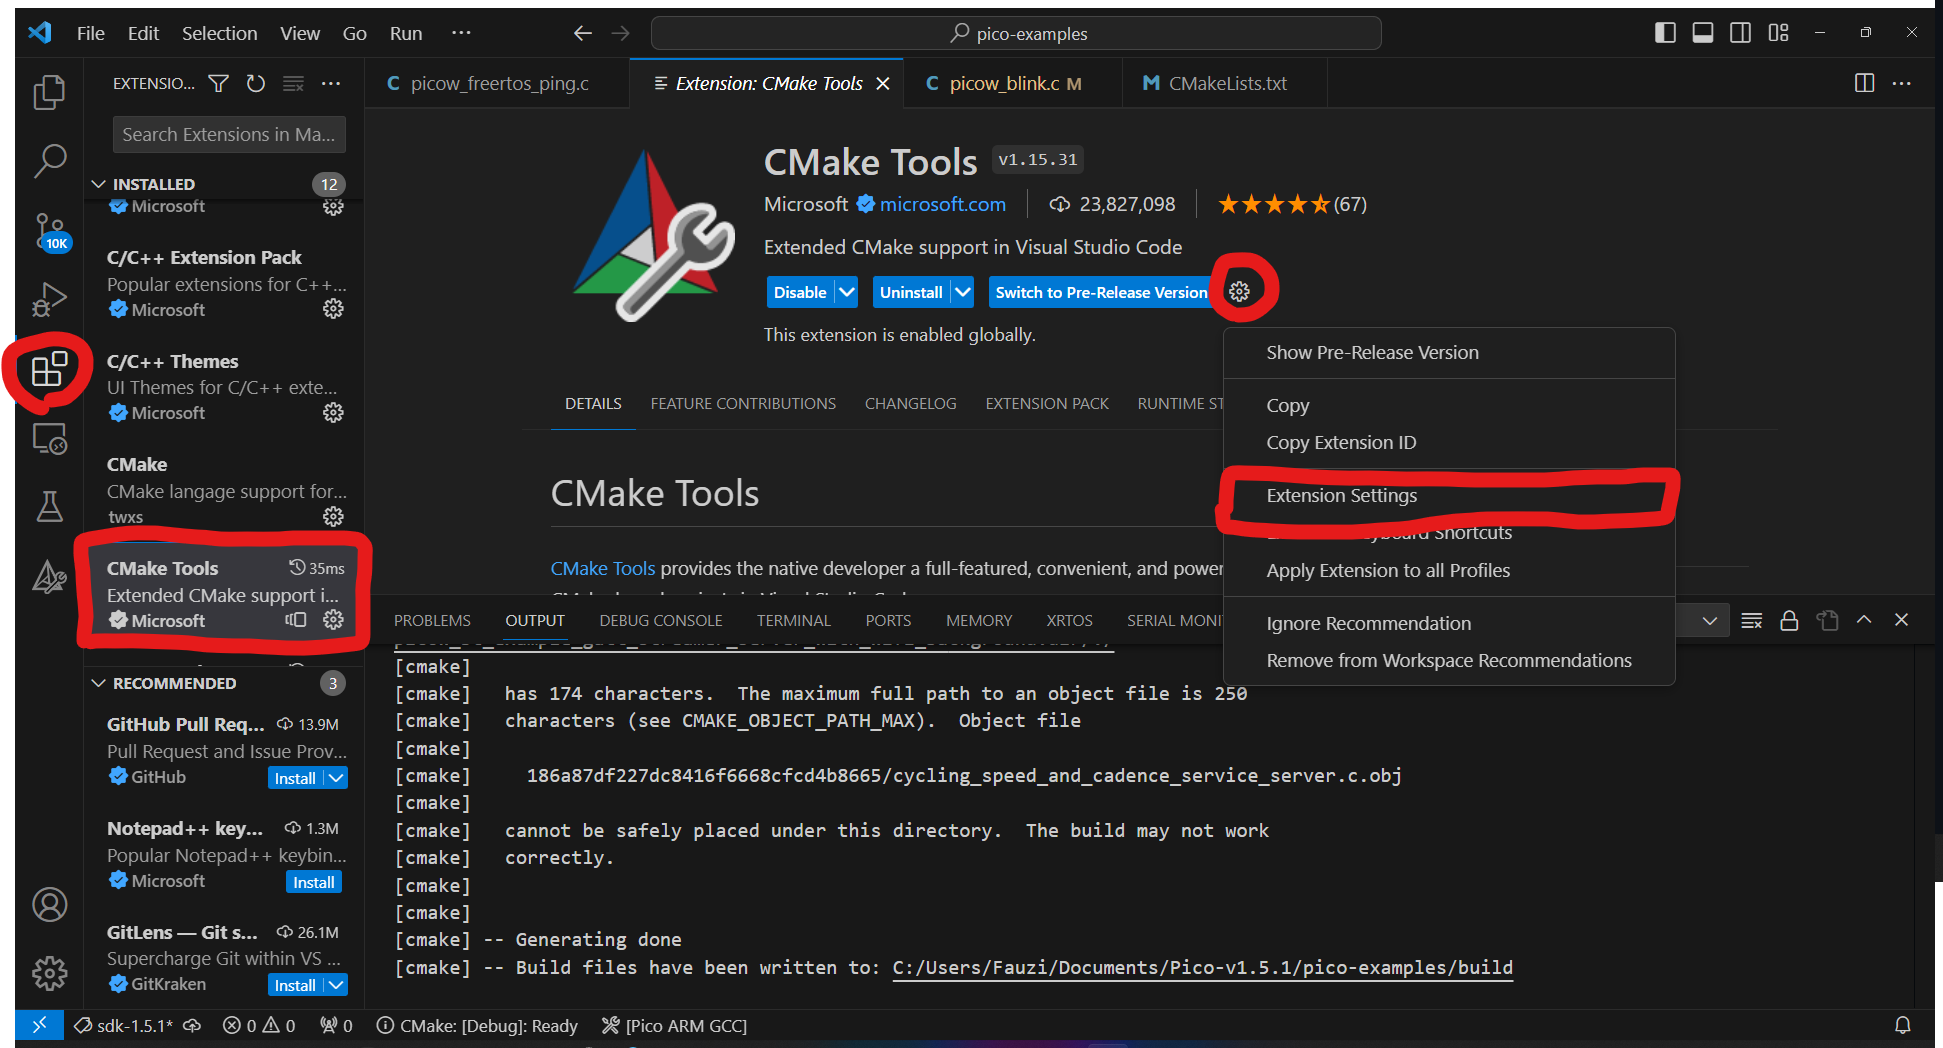 File Edit Selection View Go Run ···
pico-examples
EXTENSIO...
picow_freertos_ping.c
Extension: CMake Tools
picow_blink.c M
CMakeLists.txt
Search Extensions in Ma...
INSTALLED 12
Microsoft
C/C++ Extension Pack
Popular extensions for C++...
Microsoft
C/C++ Themes
UI Themes for C/C++ exte...
Microsoft
CMake
CMake langage support for...
twxs
CMake Tools 35ms
Extended CMake support i...
Microsoft
RECOMMENDED 3
GitHub Pull Req... 13.9M
Pull Request and Issue Prov...
GitHub Install
Notepad++ key... 1.3M
Popular Notepad++ keybin...
Microsoft Install
GitLens — Git s... 26.1M
Supercharge Git within VS ...
GitKraken Install
10K
CMake Tools v1.15.31
Microsoft microsoft.com 23,827,098 (67)
Extended CMake support in Visual Studio Code
Disable Uninstall Switch to Pre-Release Version
This extension is enabled globally.
DETAILS FEATURE CONTRIBUTIONS CHANGELOG EXTENSION PACK RUNTIME ST
CMake Tools
CMake Tools provides the native developer a full-featured, convenient, and power
Show Pre-Release Version
Copy
Copy Extension ID
Extension Settings
Shortcuts
Apply Extension to all Profiles
Ignore Recommendation
Remove from Workspace Recommendations
PROBLEMS OUTPUT DEBUG CONSOLE TERMINAL PORTS MEMORY XRTOS SERIAL MONI
[cmake]
[cmake] has 174 characters. The maximum full path to an object file is 250
[cmake] characters (see CMAKE_OBJECT_PATH_MAX). Object file
[cmake]
[cmake] 186a87df227dc8416f6668cfcd4b8665/cycling_speed_and_cadence_service_server.c.obj
[cmake]
[cmake] cannot be safely placed under this directory. The build may not work
[cmake] correctly.
[cmake]
[cmake]
[cmake] -- Generating done
[cmake] -- Build files have been written to: C:/Users/Fauzi/Documents/Pico-v1.5.1/pico-examples/build
sdk-1.5.1* 0 0 0 CMake: [Debug]: Ready [Pico ARM GCC]